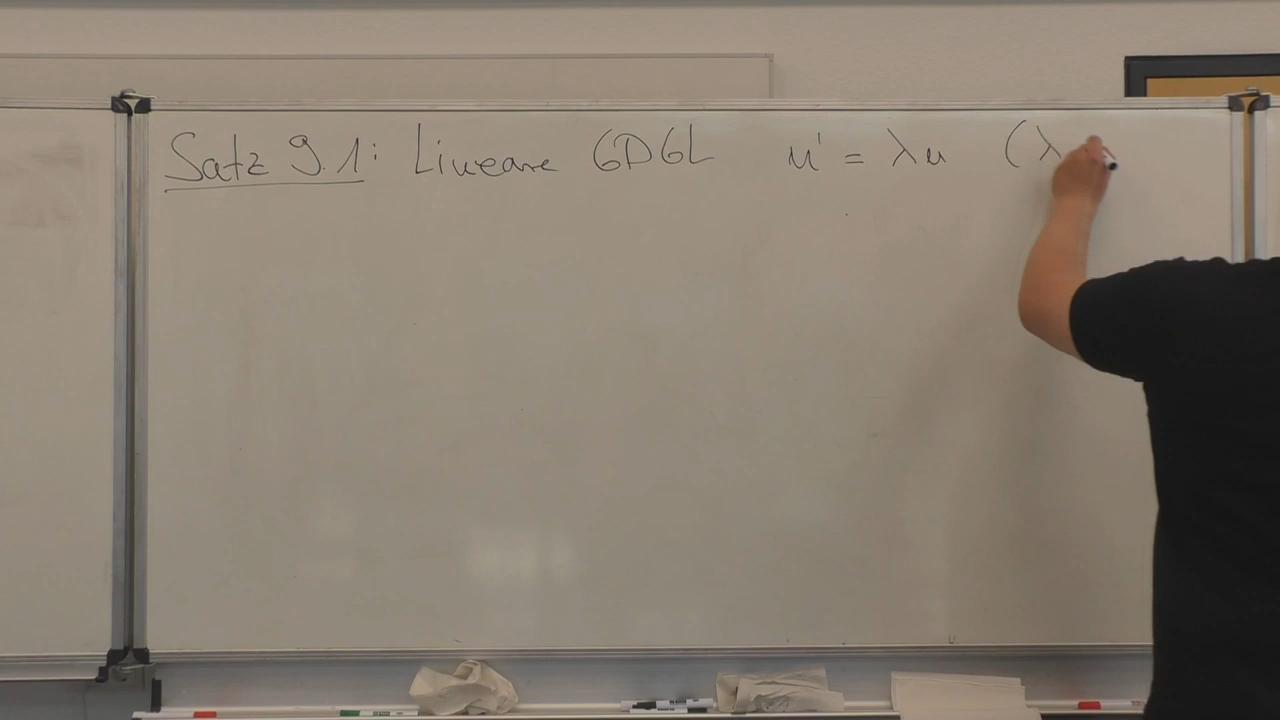 Satz 9.1: Lineare GDGL u' = λu (λ